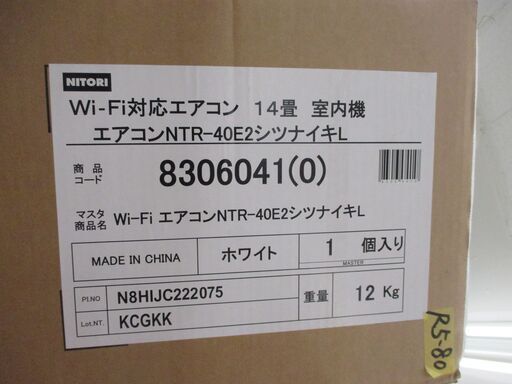 NITORI
Wi-Fi対応エアコン 14畳 室内機
エアコンNTR-40E2シツナイキL
商品コード 8306041(0)
マスタ商品名 Wi-Fi エアコンNTR-40E2シツナイキL
MADE IN CHINA ホワイト 1 個入り
MASTER
PI.NO N8HIJC222075 重量 12 Kg
Lot.NT. KCGKK
R5-80